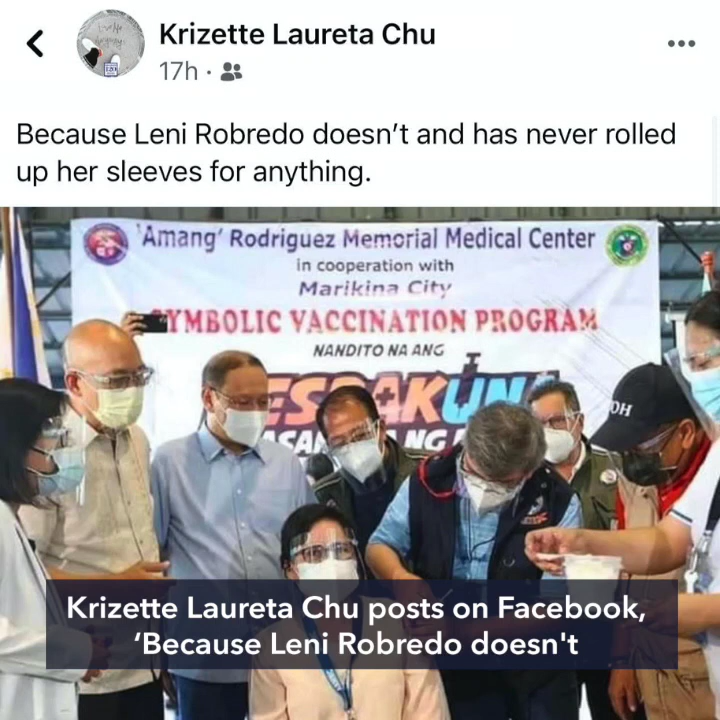 Krizette Laureta Chu
17h
Because Leni Robredo doesn't and has never rolled
up her sleeves for anything.
'Amang' Rodriguez Memorial Medical Center
in cooperation with
Marikina City
SYMBOLIC VACCINATION PROGRAM
NANDITO NA ANG
NG
Krizette Laureta Chu posts on Facebook,
'Because Leni Robredo doesn't